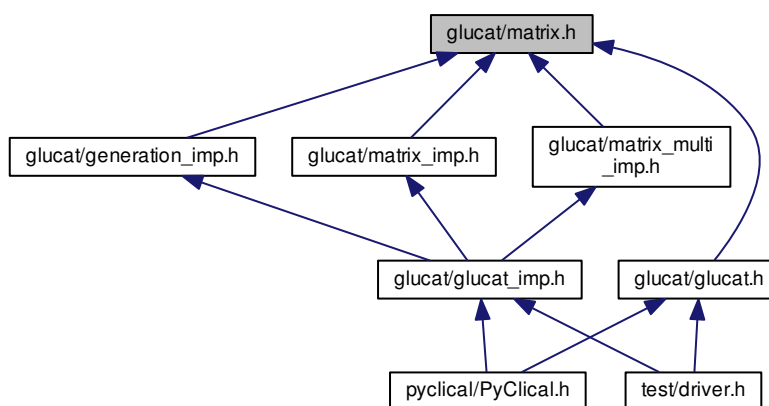 glucat/matrix.h
glucat/generation_imp.h
glucat/matrix_imp.h
glucat/matrix_multi
_imp.h
glucat/glucat_imp.h
glucat/glucat.h
pyclical/PyClical.h
test/driver.h